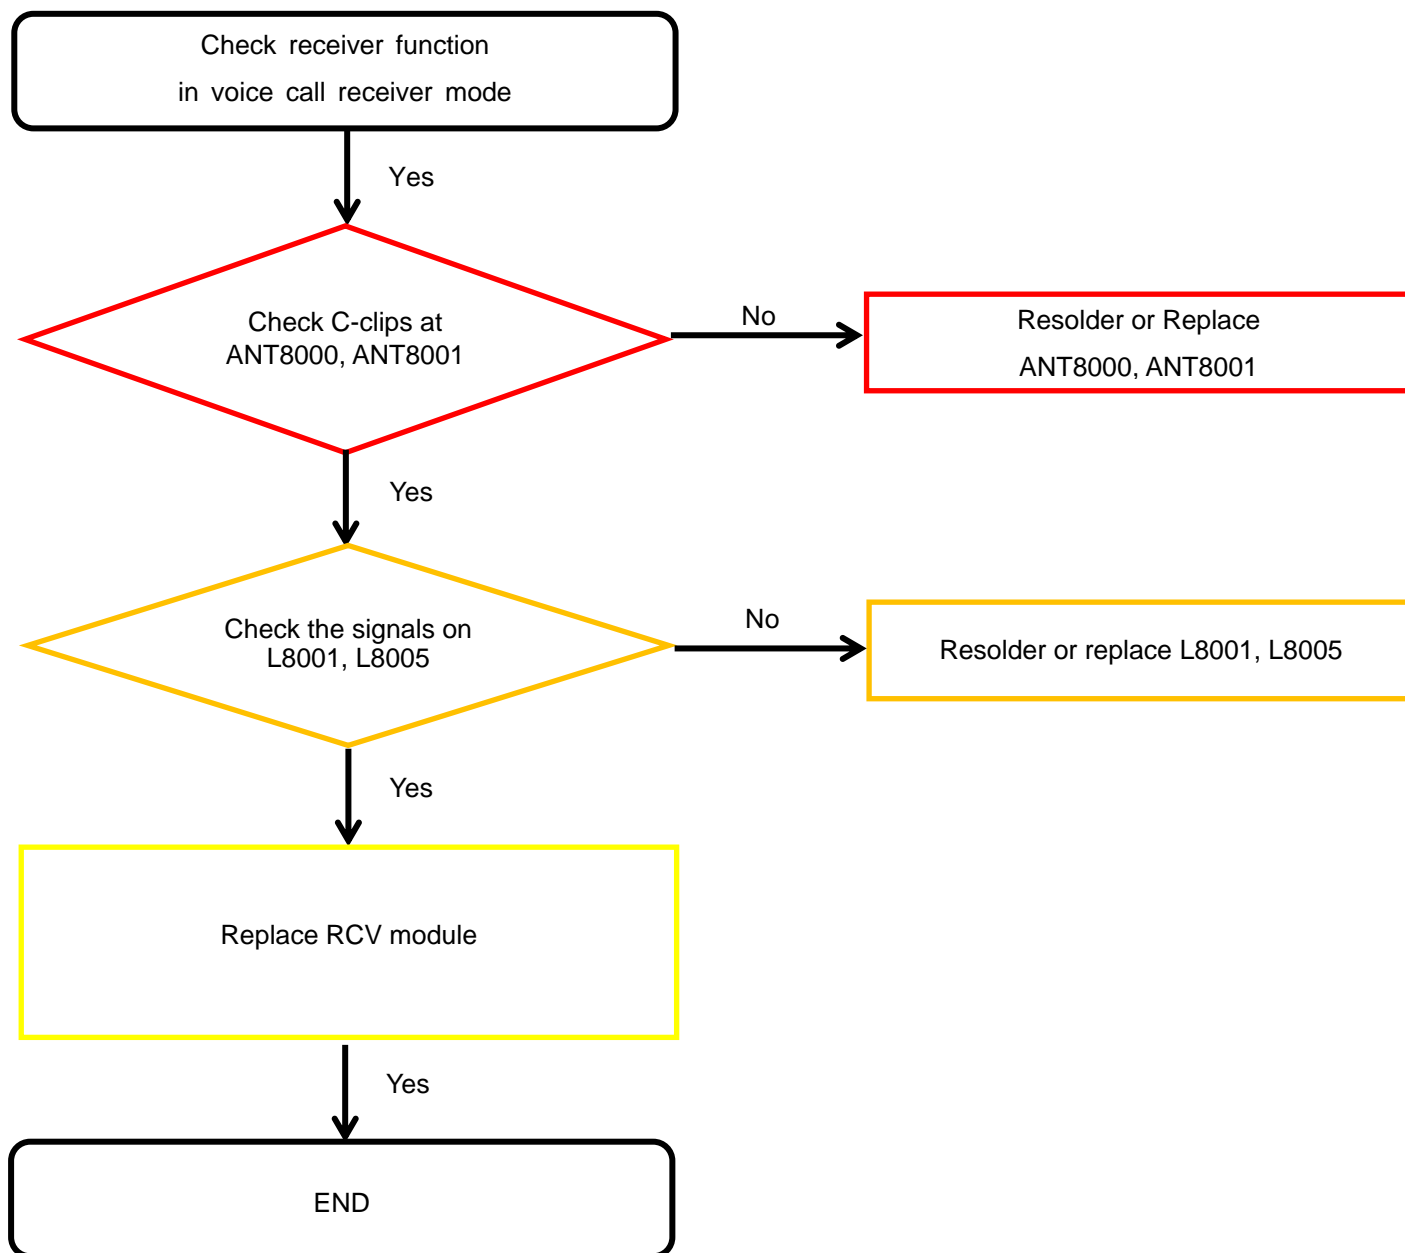 Check receiver function
in voice call receiver mode
Yes
Check C-clips at
ANT8000, ANT8001
No
Resolder or Replace
ANT8000, ANT8001
Yes
Check the signals on
L8001, L8005
No
Resolder or replace L8001, L8005
Yes
Replace RCV module
Yes
END